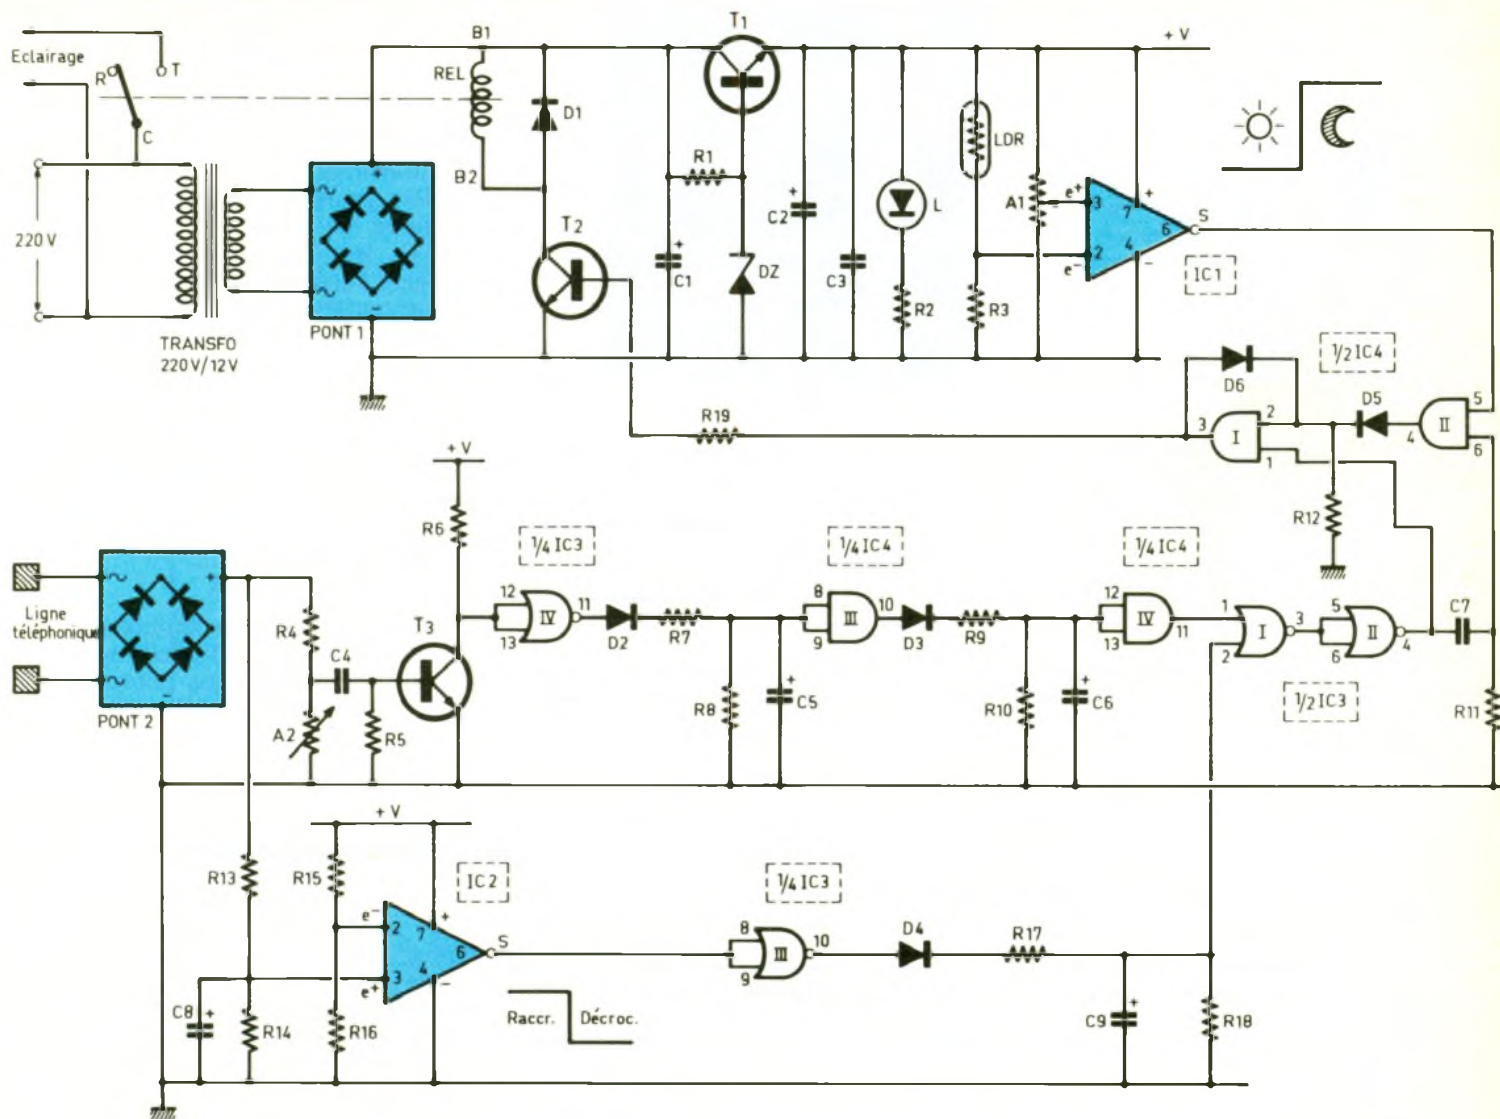 Eclairage
R
T
C
220 V
TRANSFO
220 V/12 V
PONT 1
+
~
~
-
B1
REL
B2
D1
T2
T1
R1
C1
+
DZ
C2
+
C3
L
R2
LDR
R3
A1
+ V
e+
3
2
e-
7
+
4
-
6
S
IC1
1/2 IC4
D6
D5
3
I
2
1
4
II
5
6
R19
R12
+ V
R6
1/4 IC3
1/4 IC4
1/4 IC4
Ligne
téléphonique
PONT 2
~
~
+
-
R4
C4
A2
R5
T3
12
13
IV
11
D2
R7
R8
C5
+
8
9
III
10
D3
R9
R10
C6
+
12
13
IV
11
1
2
I
3
5
6
II
4
C7
1/2 IC3
R11
+ V
R13
R15
IC2
e-
2
3
e+
7
+
4
-
6
S
C8
+
R14
R16
Raccr.
Décroc.
1/4 IC3
8
9
III
10
D4
R17
C9
+
R18